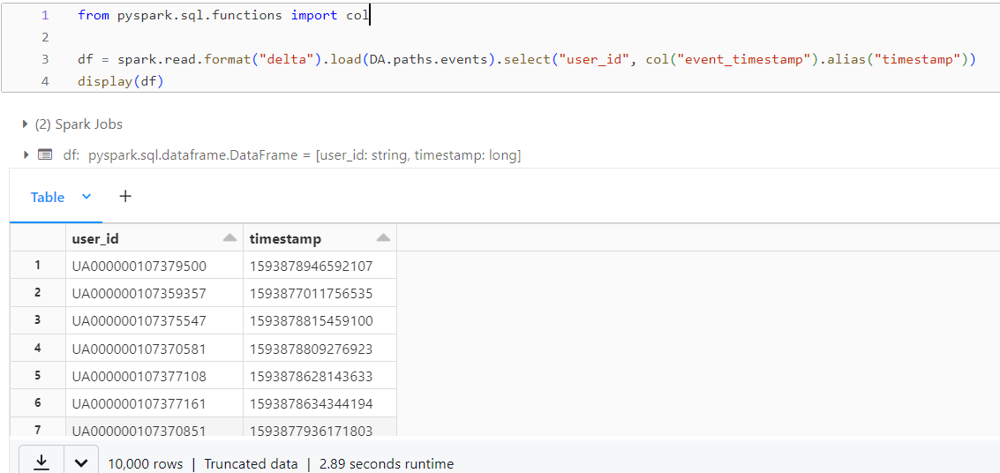 1 from pyspark.sql.functions import col
2
3 df = spark.read.format("delta").load(DA.paths.events).select("user_id", col("event_timestamp").alias("timestamp"))
4 display(df)
(2) Spark Jobs
df: pyspark.sql.dataframe.DataFrame = [user_id: string, timestamp: long]
Table +
user_id timestamp
1 UA000000107379500 1593878946592107
2 UA000000107359357 1593877011756535
3 UA000000107375547 1593878815459100
4 UA000000107370581 1593878809276923
5 UA000000107377108 1593878628143633
6 UA000000107377161 1593878634344194
7 UA000000107370851 1593877936171803
10,000 rows | Truncated data | 2.89 seconds runtime